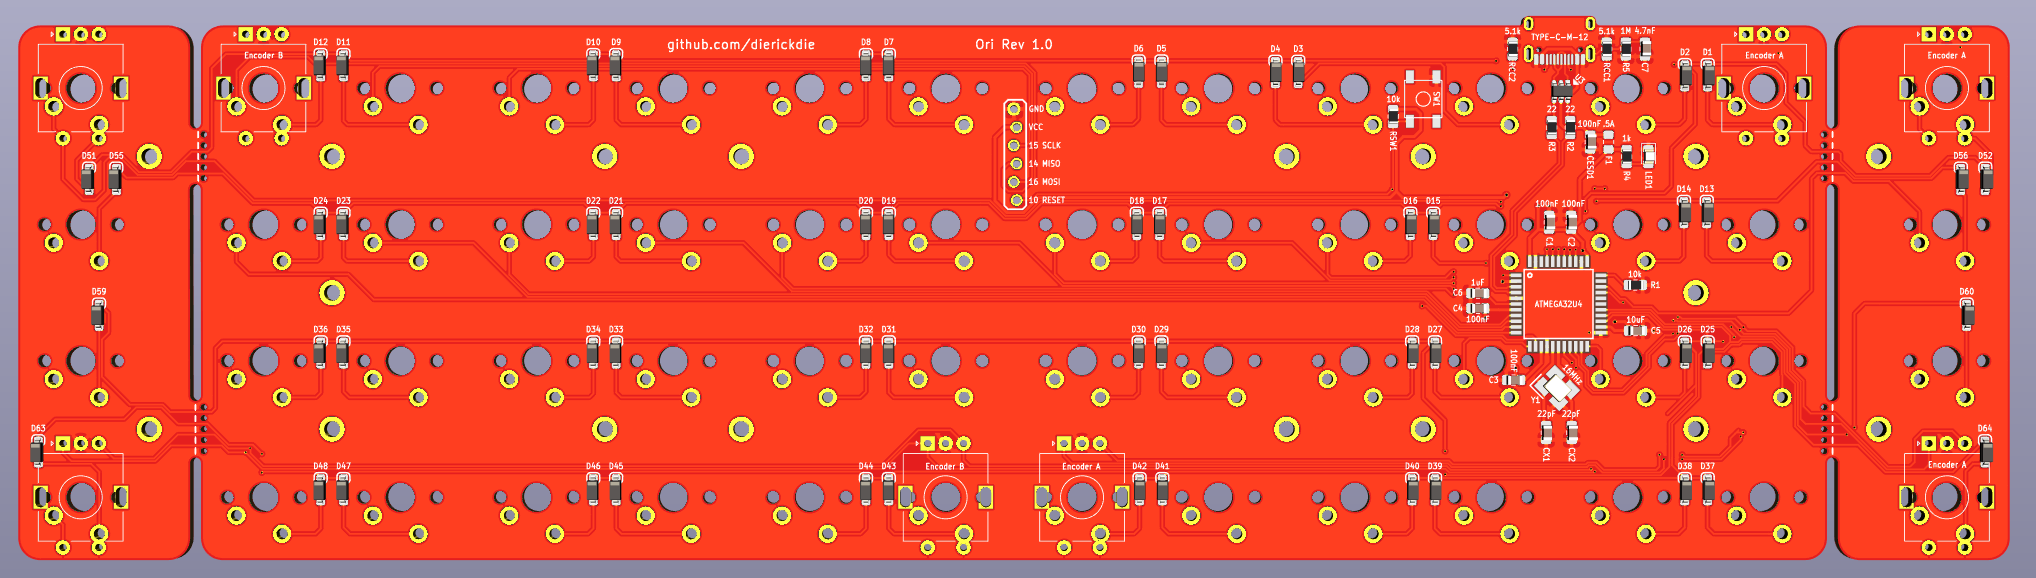 Encoder B
D12 D11
D10 D9
github.com/dierickdie
D8 D7
Ori Rev 1.0
D6 D5
D4 D3
5.1k
TYPE-C-M-12
5.1k 1M 4.7nF
RCC2
RCC1
R5
C7
D2 D1
Encoder A
Encoder A
U3
SW1
10k
RSW1
GND
VCC
15 SCLK
14 MISO
16 MOSI
10 RESET
22 22
R3
R2
100nF .5A
CESD1
F1
1k
R4
LED1
D51 D55
D56 D52
D24 D23
D22 D21
D20 D19
D18 D17
D16 D15
100nF 100nF
C1
C2
D14 D13
10k
R1
1uF
C6
C4
100nF
ATMEGA32U4
10uF
C5
D59
D60
D36 D35
D34 D33
D32 D31
D30 D29
D28 D27
D26 D25
100nF
C3
16MHz
Y1
22pF 22pF
CX1
CX2
D63
D64
D48 D47
D46 D45
D44 D43
Encoder B
Encoder A
D42 D41
D40 D39
D38 D37
Encoder A